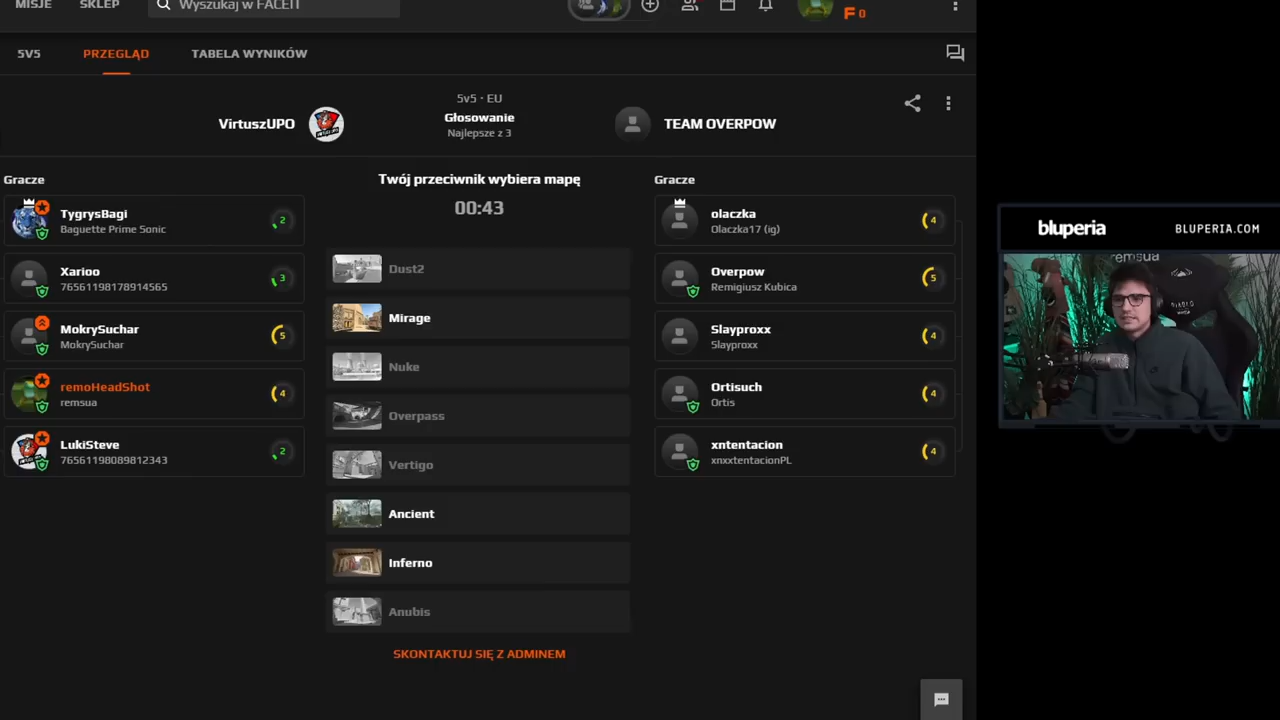 MISJE
SKLEP
Wyszukaj w FACEIT
F 0
5V5
PRZEGLĄD
TABELA WYNIKÓW
VirtuszUPO
5v5 · EU
Głosowanie
Najlepsze z 3
TEAM OVERPOW
Gracze
Twój przeciwnik wybiera mapę
00:43
Gracze
TygrysBagi
Baguette Prime Sonic
2
Xarioo
76561198178914565
3
MokrySuchar
MokrySuchar
5
remoHeadShot
remsua
4
LukiSteve
76561198089812343
2
Dust2
Mirage
Nuke
Overpass
Vertigo
Ancient
Inferno
Anubis
SKONTAKTUJ SIĘ Z ADMINEM
olaczka
Olaczka17 (ig)
4
Overpow
Remigiusz Kubica
5
Slayproxx
Slayproxx
4
Ortisuch
Ortis
4
xntentacion
xnxxtentacionPL
4
bluperia
BLUPERIA.COM
remsua
DIABLO